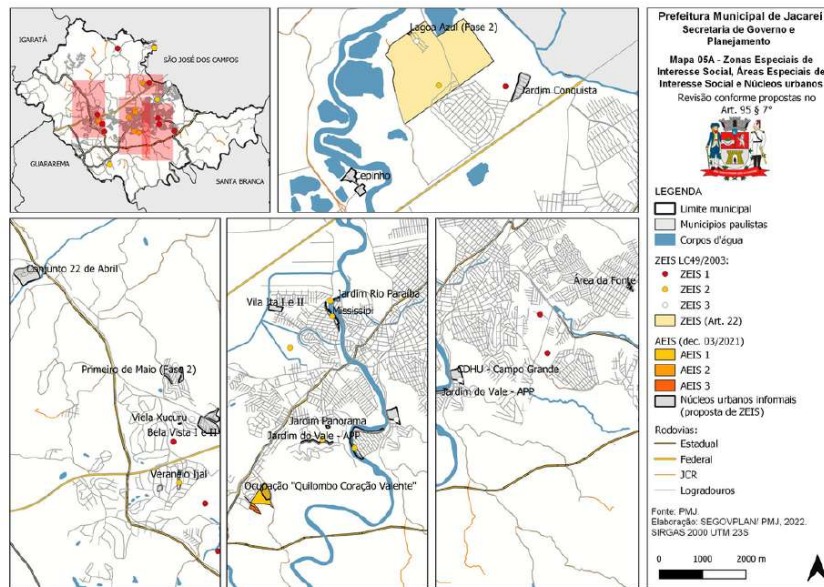 IGARATÁ
SÃO JOSÉ DOS CAMPOS
GUARAREMA
SANTA BRANCA
Lagoa Azul (Fase 2)
Jardim Conquista
Cepinho
Conjunto 22 de Abril
Primeiro de Maio (Fase 2)
Viela Xucuru
Bela Vista I e II
Veraneio Ijal
Vila Ita I e II
Jardim Rio Paraíba
Mississipi
Jardim Panorama
Jardim do Vale - APP
Ocupação "Quilombo Coração Valente"
Área da Fonte
CDHU - Campo Grande
Jardim do Vale - APP
Prefeitura Municipal de Jacareí
Secretaria de Governo e
Planejamento
Mapa 05A - Zonas Especiais de
Interesse Social, Áreas Especiais de
Interesse Social e Núcleos urbanos
Revisão conforme propostas no
Art. 95 § 7º
LEGENDA
Limite municipal
Municípios paulistas
Corpos d'água
ZEIS LC49/2003:
ZEIS 1
ZEIS 2
ZEIS 3
ZEIS (Art. 22)
AEIS (dec. 03/2021)
AEIS 1
AEIS 2
AEIS 3
Núcleos urbanos informais
(proposta de ZEIS)
Rodovias:
Estadual
Federal
JCR
Logradouros
Fonte: PMJ.
Elaboração: SEGOVPLAN/ PMJ, 2022.
SIRGAS 2000 UTM 23S
0 1000 2000 m